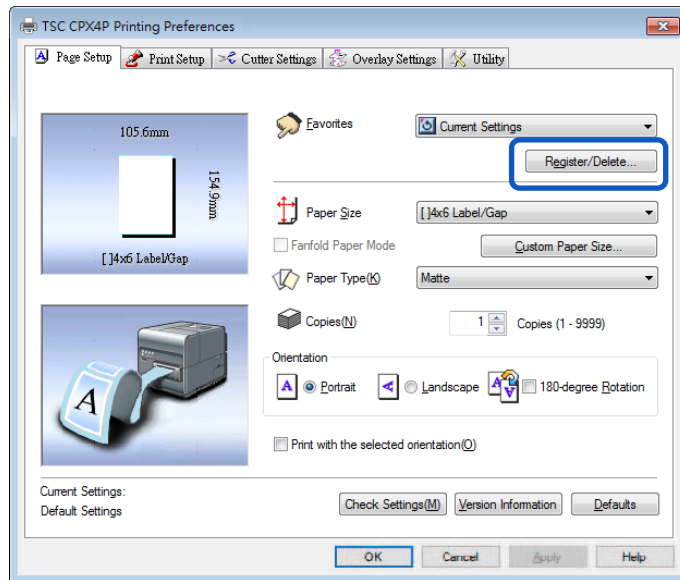 TSC CPX4P Printing Preferences
Page Setup Print Setup Cutter Settings Overlay Settings Utility
105.6mm
154.9mm
[ ]4x6 Label/Gap
Favorites Current Settings
Register/Delete...
Paper Size [ ]4x6 Label/Gap
Fanfold Paper Mode Custom Paper Size...
Paper Type(K) Matte
Copies(N) 1 Copies (1 - 9999)
Orientation
A Portrait A Landscape A A 180-degree Rotation
Print with the selected orientation(O)
A
Current Settings:
Default Settings
Check Settings(M) Version Information Defaults
OK Cancel Apply Help